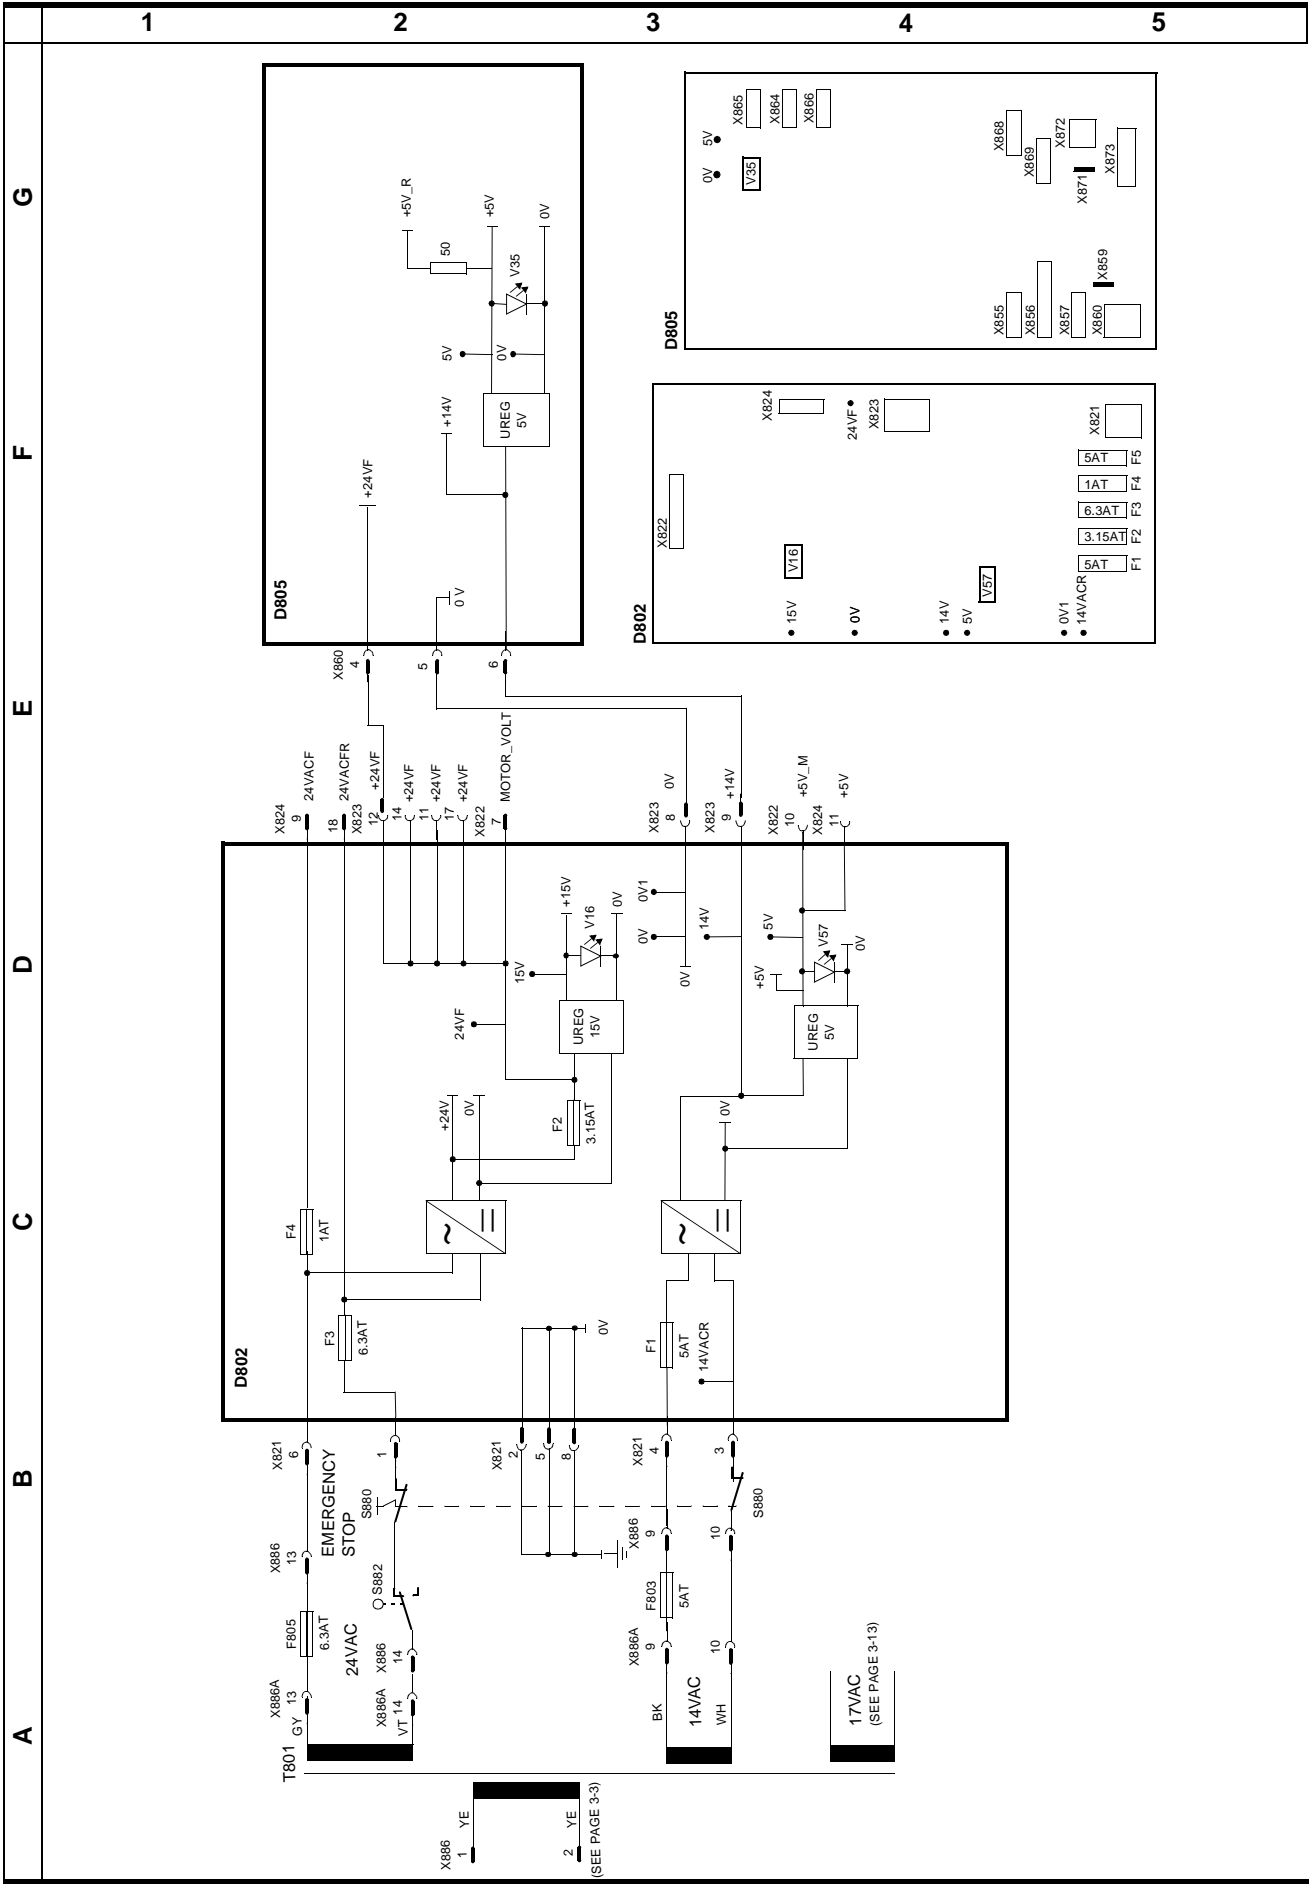 1 2 3 4 5
G
F
E
D
C
B
A
D805
+5V_R
50
+5V
0V
V35
5V
0V
+14V
UREG
5V
+24VF
0V
X860
4
5
6
D805
5V
0V
V35
X865
X864
X866
X868
X869
X872
X871
X873
X859
X855
X856
X857
X860
D802
X822
X824
24VF
X823
X821
V16
V57
15V
0V
14V
5V
0V1
14VACR
5AT F5
1AT F4
6.3AT F3
3.15AT F2
5AT F1
X824
9
24VACF
18
24VACFR
X823
12
+24VF
14
+24VF
11
+24VF
17
+24VF
X822
7
MOTOR_VOLT
X823
8
0V
X823
9
+14V
X822
10
+5V_M
X824
11
+5V
D802
F4
1AT
F3
6.3AT
24VF
+24V
0V
F2
3.15AT
UREG
15V
15V
+15V
V16
0V
0V1
0V
0V
14V
5V
+5V
V57
0V
UREG
5V
0V
~
~
F1
5AT
14VACR
0V
X821
6
1
X821
2
5
8
X821
4
3
EMERGENCY
STOP
S880
S880
S882
X886
13
F805
6.3AT
24VAC
X886
14
X886A
13
GY
X886A
14
VT
T801
X886
9
10
F803
5AT
X886A
9
10
BK
14VAC
WH
17VAC
(SEE PAGE 3-13)
X886
1
YE
2
YE
(SEE PAGE 3-3)